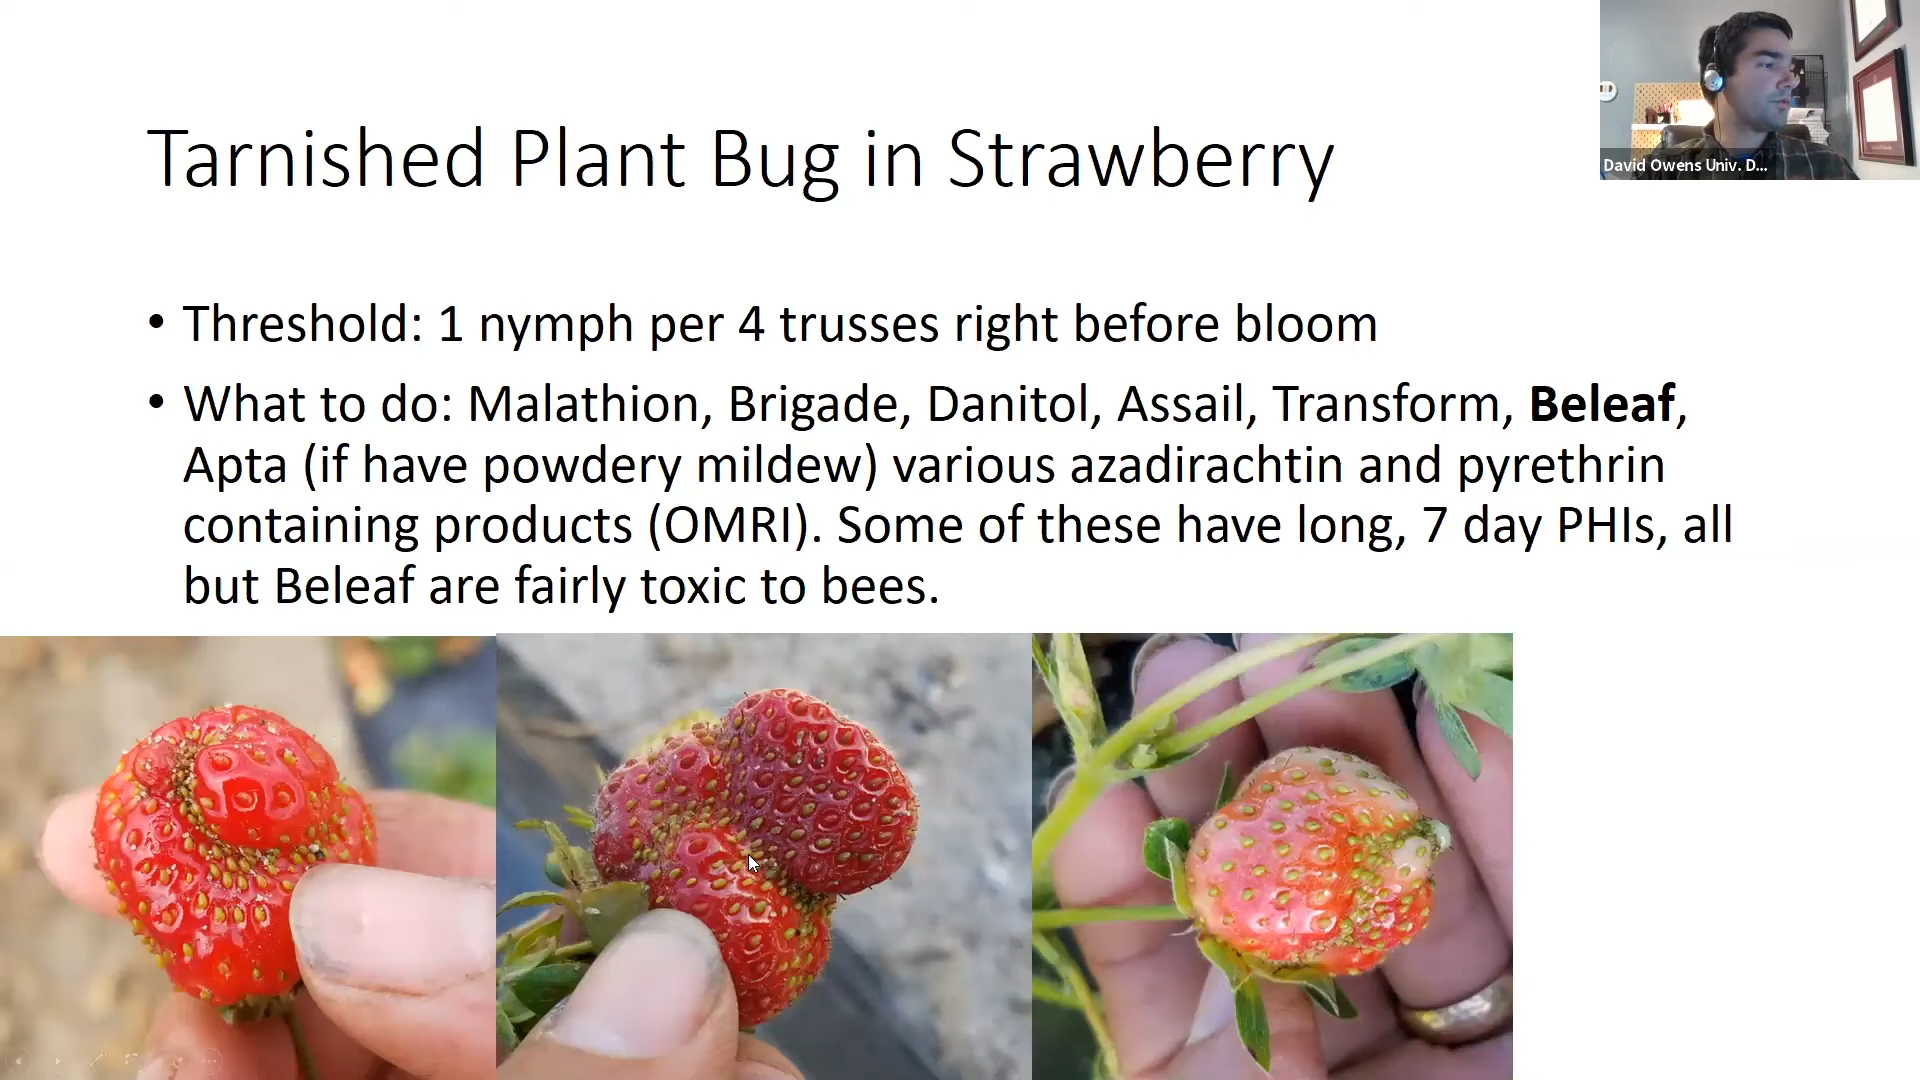 Tarnished Plant Bug in Strawberry
David Owens Univ. D...
• Threshold: 1 nymph per 4 trusses right before bloom
• What to do: Malathion, Brigade, Danitol, Assail, Transform, Beleaf,
Apta (if have powdery mildew) various azadirachtin and pyrethrin
containing products (OMRI). Some of these have long, 7 day PHIs, all
but Beleaf are fairly toxic to bees.